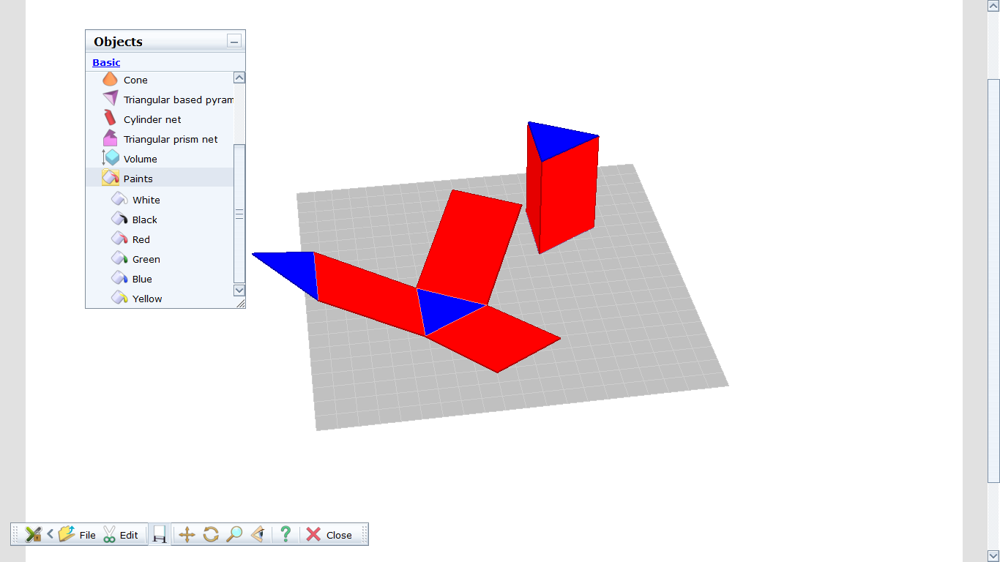 Objects
Basic
Cone
Triangular based pyram
Cylinder net
Triangular prism net
Volume
Paints
White
Black
Red
Green
Blue
Yellow
File Edit ? Close